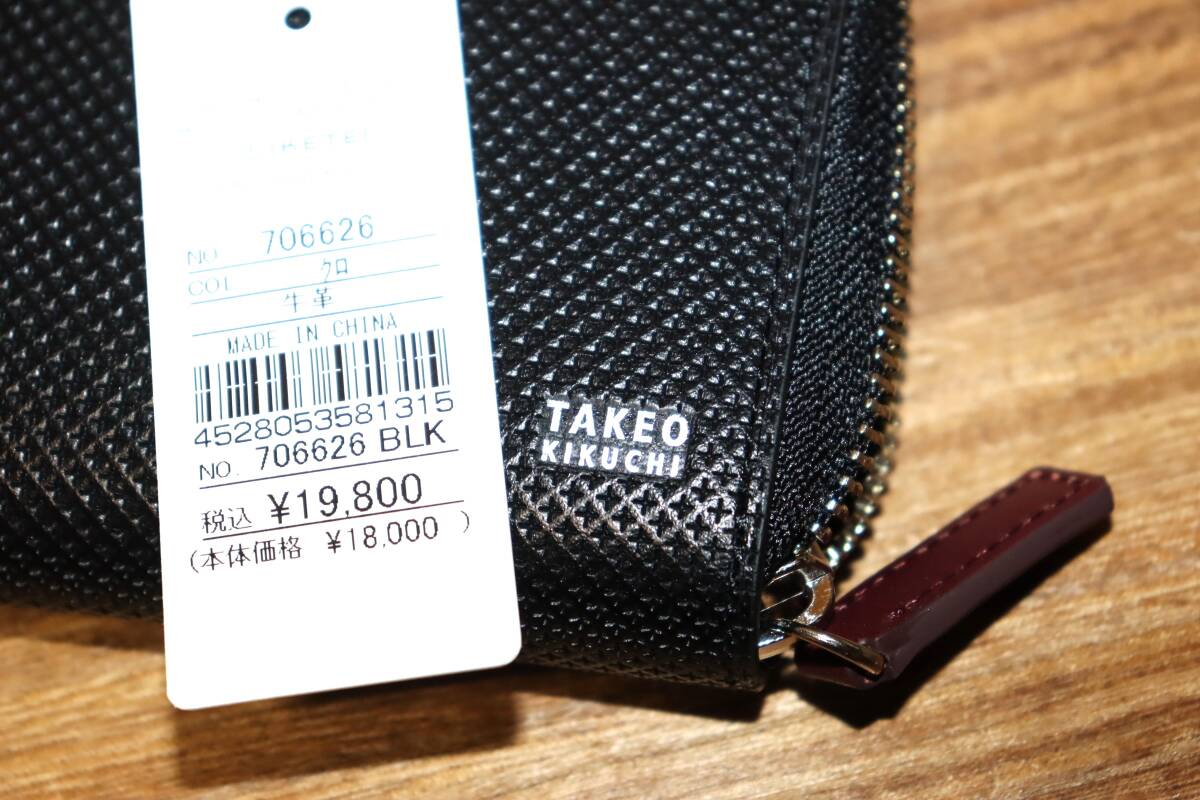 NO. 706626
COL クロ
牛革
MADE IN CHINA
4528053581315
NO. 706626 BLK
税込 ¥19,800
(本体価格 ¥18,000 )
TAKEO
KIKUCHI